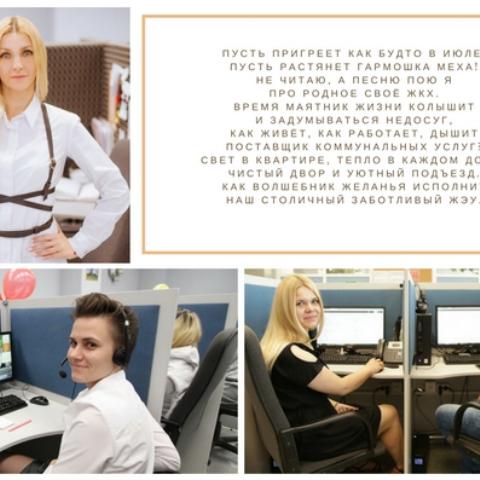 ПУСТЬ ПРИГРЕЕТ КАК БУДТО В ИЮЛЕ
ПУСТЬ РАСТЯНЕТ ГАРМОШКА МЕХА!
НЕ ЧИТАЮ, А ПЕСНЮ ПОЮ Я
ПРО РОДНОЕ СВОЁ ЖКХ.
ВРЕМЯ МАЯТНИК ЖИЗНИ КОЛЫШИТ
И ЗАДУМЫВАТЬСЯ НЕДОСУГ,
КАК ЖИВЁТ, КАК РАБОТАЕТ, ДЫШИТ
ПОСТАВЩИК КОММУНАЛЬНЫХ УСЛУГ?
СВЕТ В КВАРТИРЕ, ТЕПЛО В КАЖДОМ ДО
ЧИСТЫЙ ДВОР И УЮТНЫЙ ПОДЪЕЗД.
КАК ВОЛШЕБНИК ЖЕЛАНЬЯ ИСПОЛНИ
НАШ СТОЛИЧНЫЙ ЗАБОТЛИВЫЙ ЖЭУ.